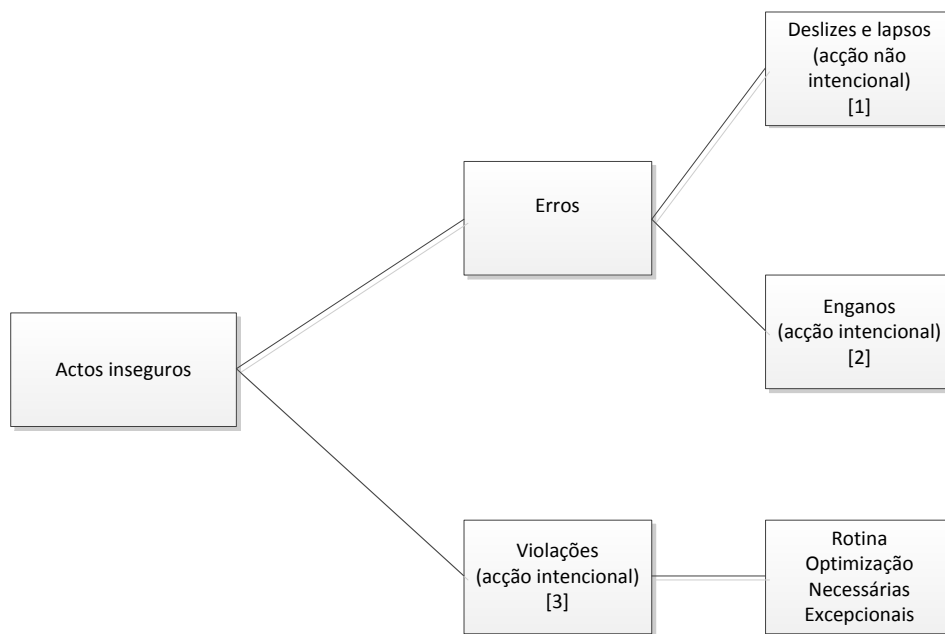 Deslizes e lapsos
(acção não
intencional)
[1]
Erros
Enganos
(acção intencional)
[2]
Actos inseguros
Violações
(acção intencional)
[3]
Rotina
Optimização
Necessárias
Excepcionais